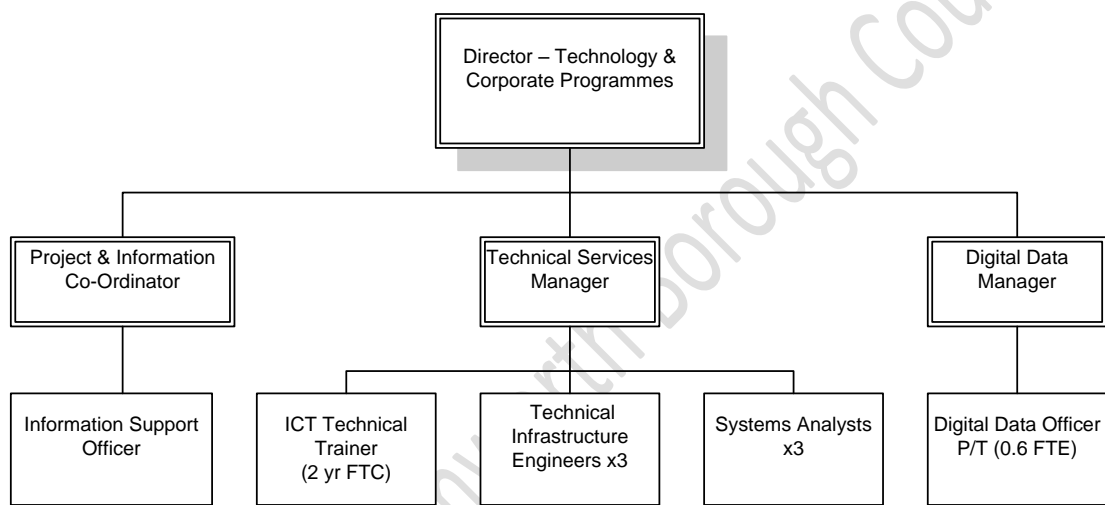 Director – Technology &
Corporate Programmes
Project & Information
Co-Ordinator
Technical Services
Manager
Digital Data
Manager
Information Support
Officer
ICT Technical
Trainer
(2 yr FTC)
Technical
Infrastructure
Engineers x3
Systems Analysts
x3
Digital Data Officer
P/T (0.6 FTE)
Borough